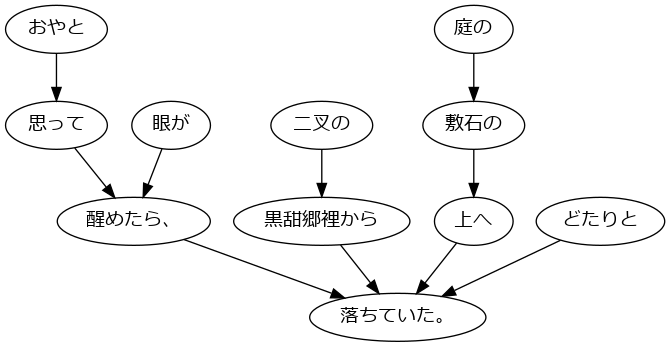 おやと
庭の
思って
眼が
二叉の
敷石の
醒めたら、
黒甜郷裡から
上へ
どたりと
落ちていた。